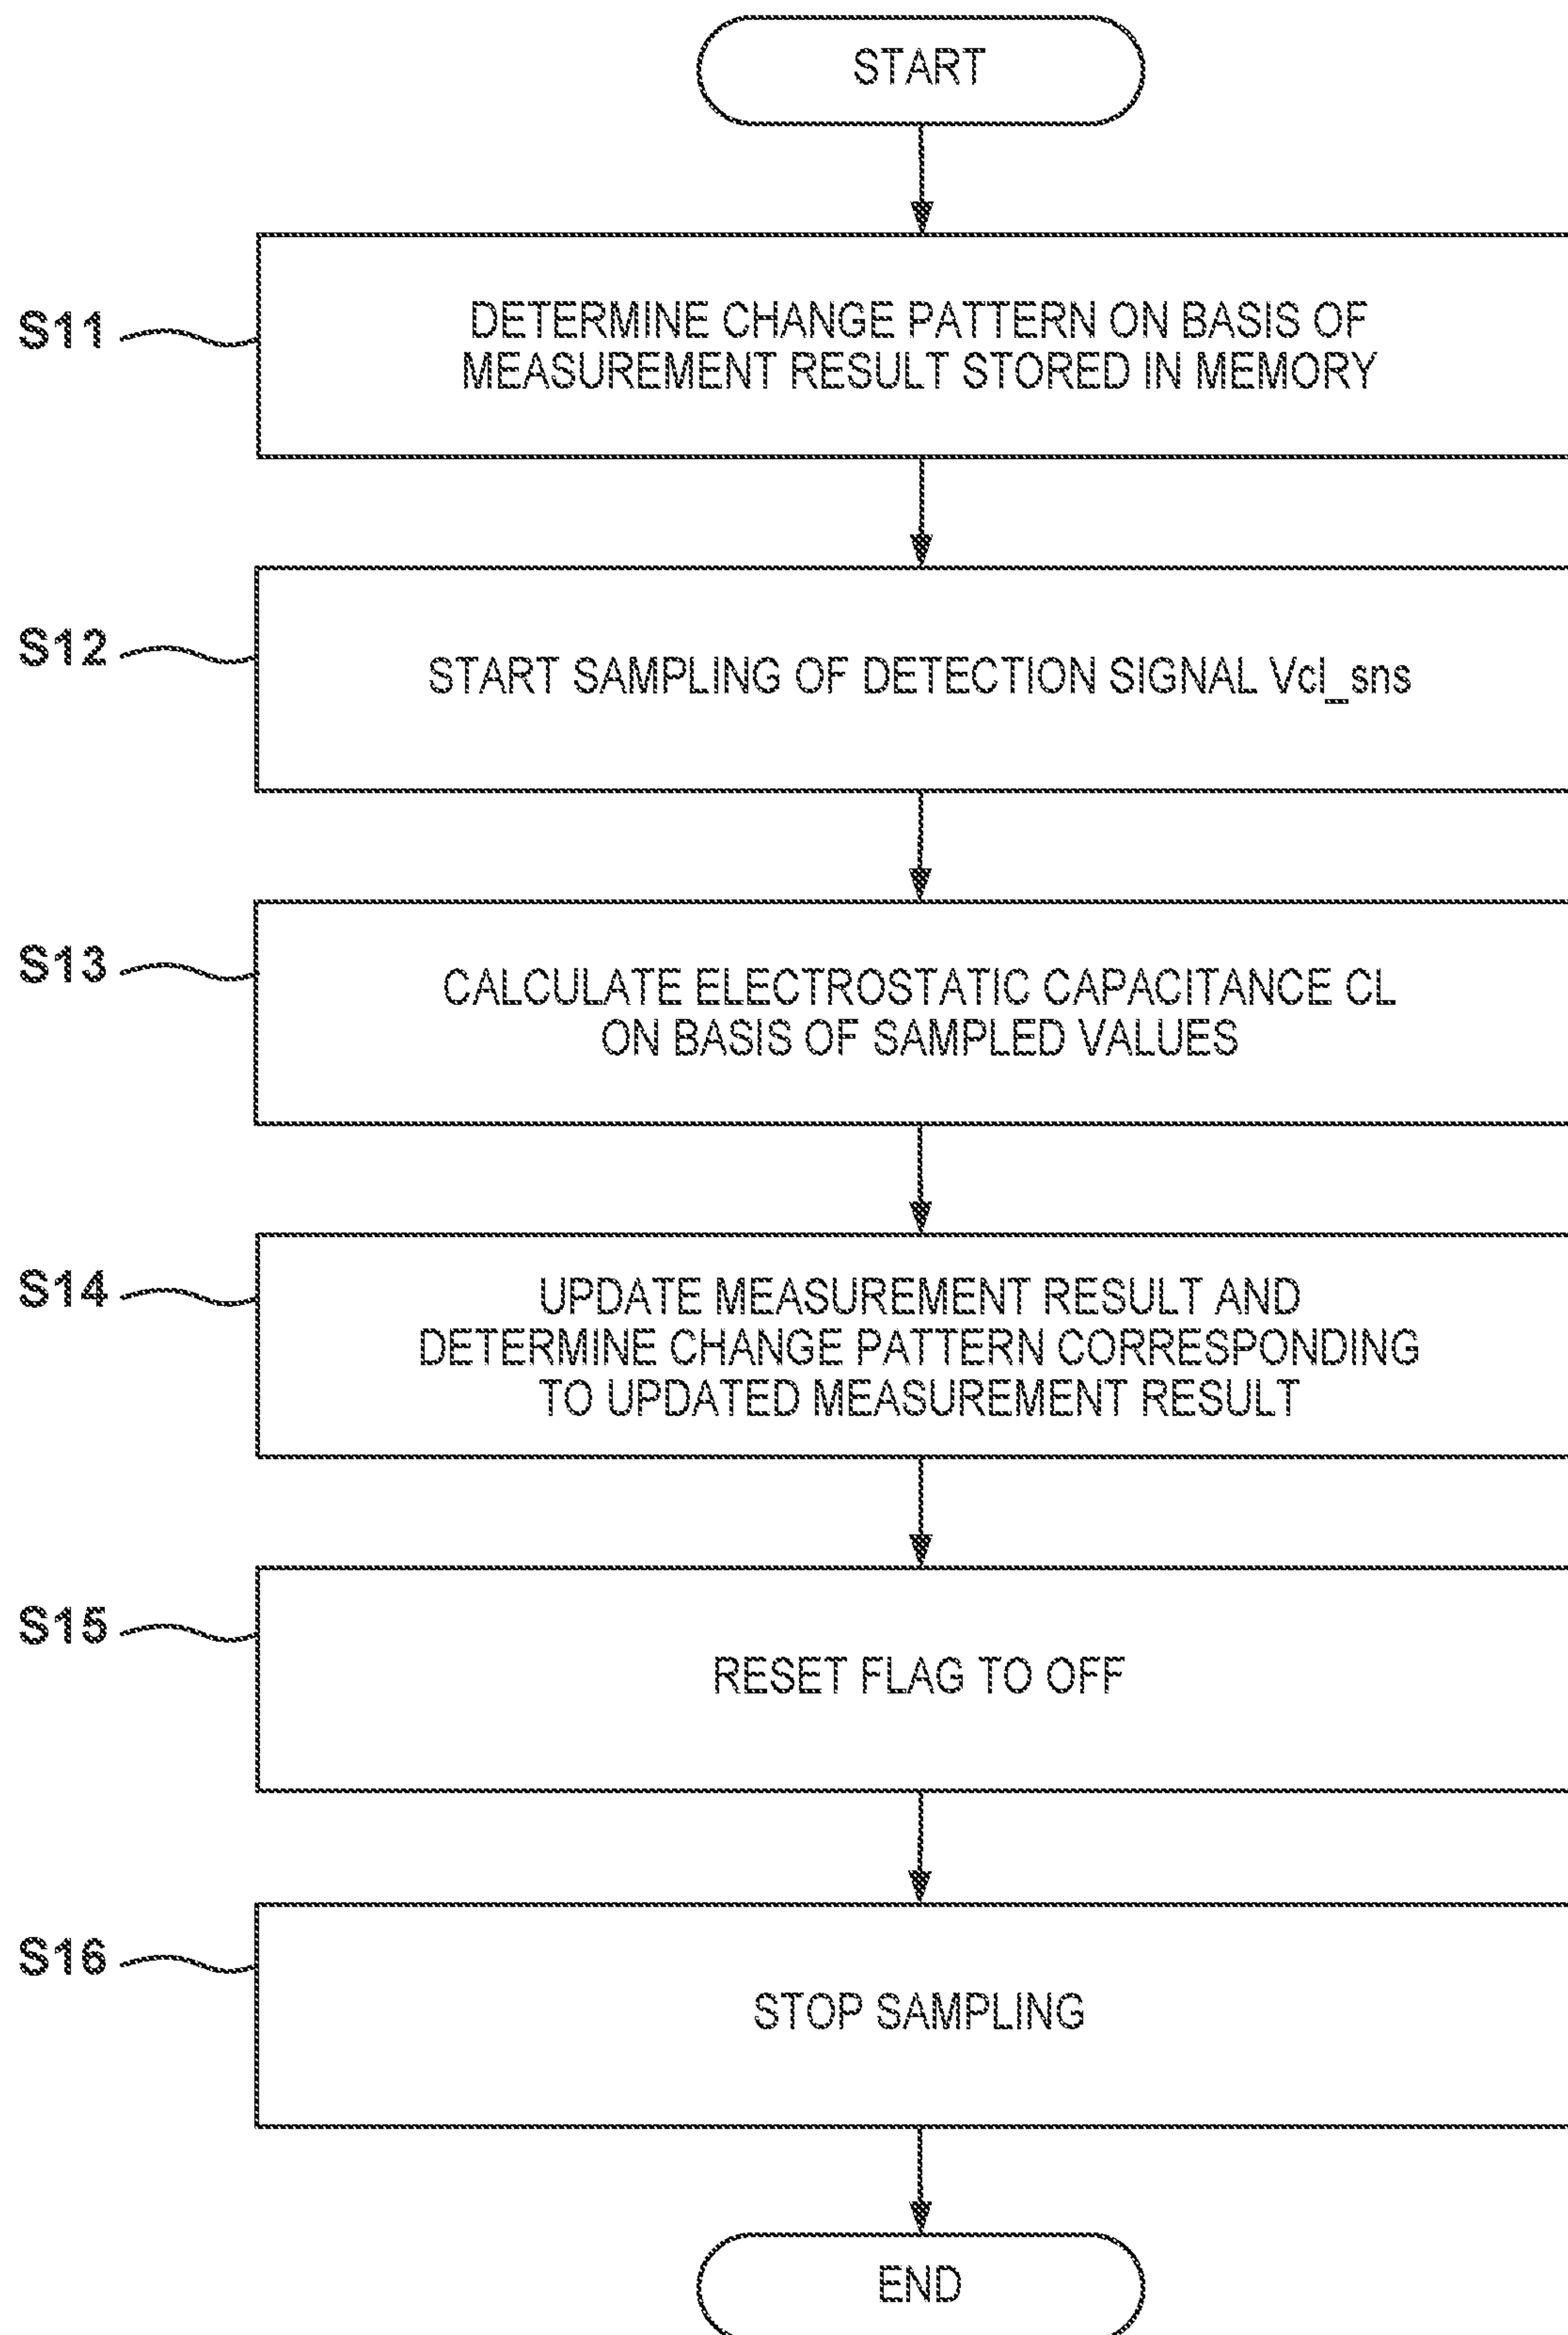 START
S11
DETERMINE CHANGE PATTERN ON BASIS OF
MEASUREMENT RESULT STORED IN MEMORY
S12
START SAMPLING OF DETECTION SIGNAL Vcl_sns
S13
CALCULATE ELECTROSTATIC CAPACITANCE CL
ON BASIS OF SAMPLED VALUES
S14
UPDATE MEASUREMENT RESULT AND
DETERMINE CHANGE PATTERN CORRESPONDING
TO UPDATED MEASUREMENT RESULT
S15
RESET FLAG TO OFF
S16
STOP SAMPLING
END